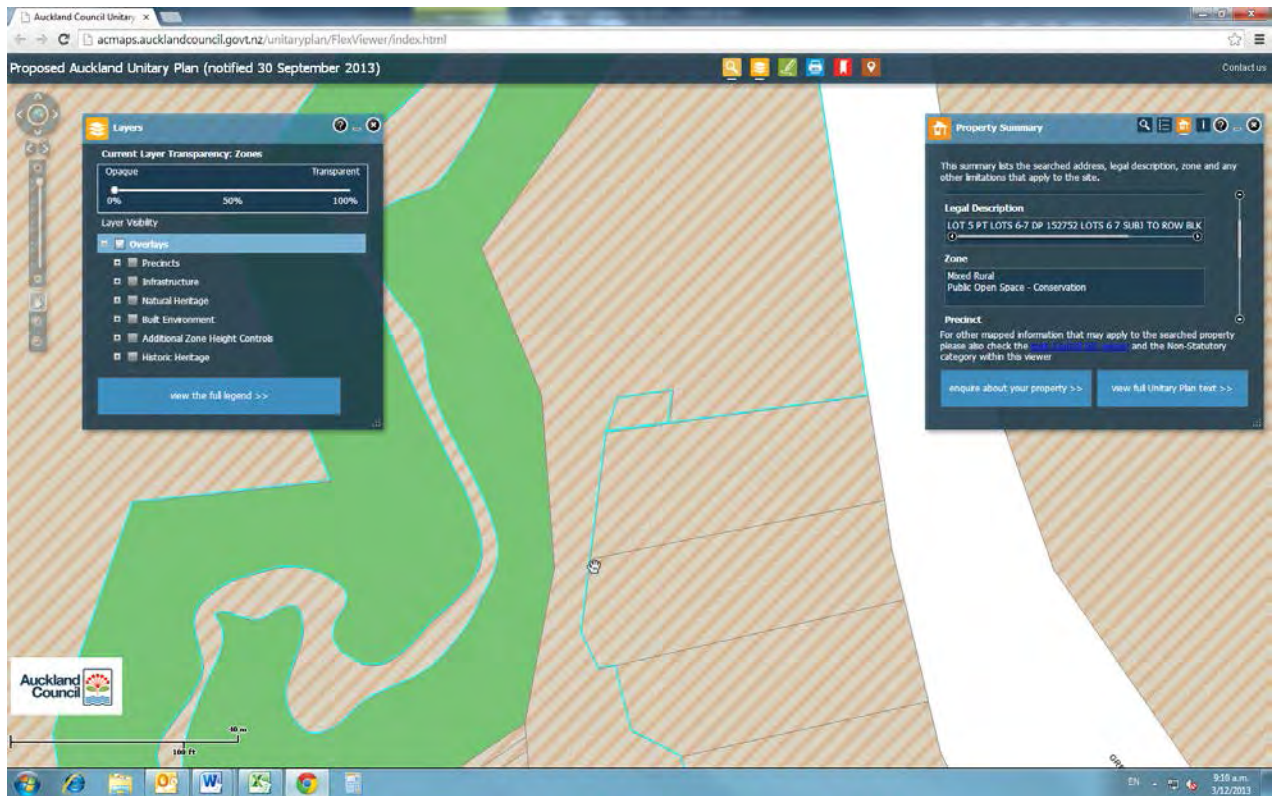 Auckland Council Unitary
acmaps.aucklandcouncil.govt.nz/unitaryplan/FlexViewer/index.html
Proposed Auckland Unitary Plan (notified 30 September 2013)
Contact us
Layers
Current Layer Transparency: Zones
Opaque Transparent
0% 50% 100%
Layer Visibility
Overlays
Precincts
Infrastructure
Natural Heritage
Built Environment
Additional Zone Height Controls
Historic Heritage
view the full legend >>
Property Summary
This summary lists the searched address, legal description, zone and any
other limitations that apply to the site.
Legal Description
LOT 5 PT LOTS 6-7 DP 152752 LOTS 6 7 SUBJ TO ROW BLK
Zone
Mixed Rural
Public Open Space - Conservation
Precinct
For other mapped information that may apply to the searched property
please also check the and the Non-Statutory
category within this viewer
enquire about your property >>
view full Unitary Plan text >>
Auckland
Council
40 m
100 ft
GRE
EN
9:10 a.m.
3/12/2013